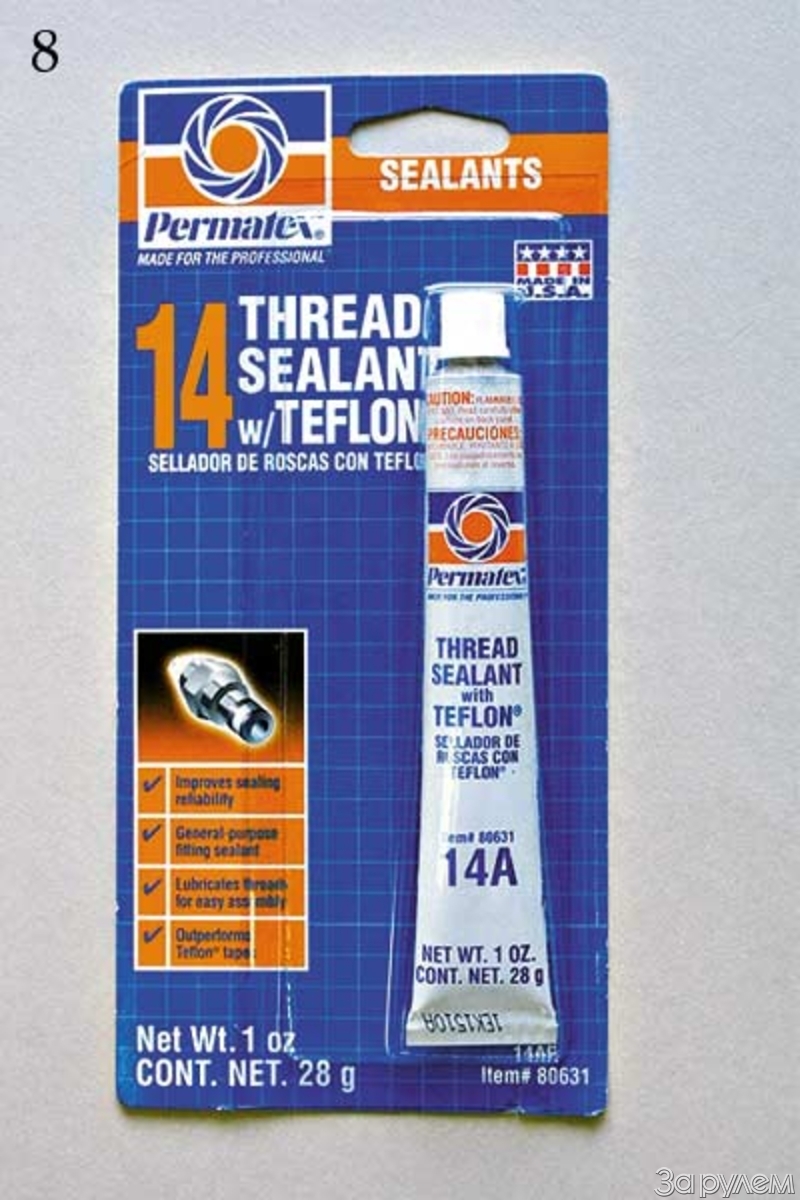 8
SEALANTS
Permatex®
MADE FOR THE PROFESSIONAL
MADE IN
U.S.A.
14
THREAD
SEALANT
w/TEFLON
SELLADOR DE ROSCAS CON
CAUTION:
PRECAUCIONES:
Permatex
THREAD
SEALANT
with
TEFLON®
SELLADOR DE
ROSCAS CON
TEFLON®
Item# 80631
14A
NET WT. 1 OZ.
CONT. NET. 28 g
1EK1510A
Improves sealing
reliability
General-purpose
fitting sealant
Lubricates threads
for easy assembly
Outperforms
Teflon® tape
Net Wt. 1 oz
CONT. NET. 28 g
Item# 80631
За рулем